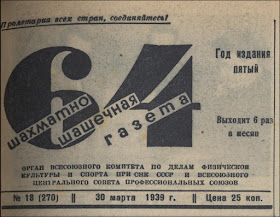 Пролетарии всех стран, соединяйтесь!
64
шахматно
шашечная
газета
Год издания
пятый
Выходит 6 раз
в месяц
ОРГАН ВСЕСОЮЗНОГО КОМИТЕТА ПО ДЕЛАМ ФИЗИЧЕСКОЙ
КУЛЬТУРЫ И СПОРТА ПРИ СНК СССР И ВСЕСОЮЗНОГО
ЦЕНТРАЛЬНОГО СОВЕТА ПРОФЕССИОНАЛЬНЫХ СОЮЗОВ
№ 18 (270) 30 марта 1939 г. Цена 25 коп.